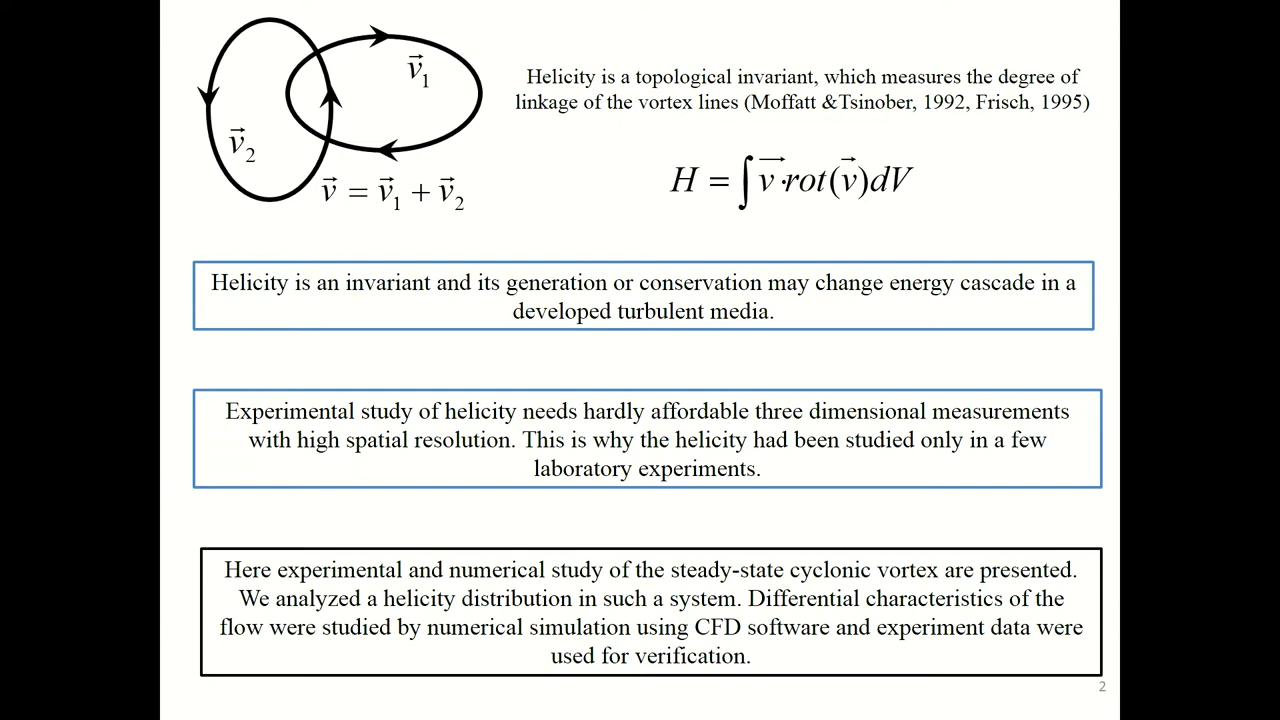 v⃗₁
v⃗₂
v⃗ = v⃗₁ + v⃗₂
Helicity is a topological invariant, which measures the degree of
linkage of the vortex lines (Moffatt &Tsinober, 1992, Frisch, 1995)
H = ∫ v⃗ ·rot(v⃗)dV
Helicity is an invariant and its generation or conservation may change energy cascade in a
developed turbulent media.
Experimental study of helicity needs hardly affordable three dimensional measurements
with high spatial resolution. This is why the helicity had been studied only in a few
laboratory experiments.
Here experimental and numerical study of the steady-state cyclonic vortex are presented.
We analyzed a helicity distribution in such a system. Differential characteristics of the
flow were studied by numerical simulation using CFD software and experiment data were
used for verification.
2